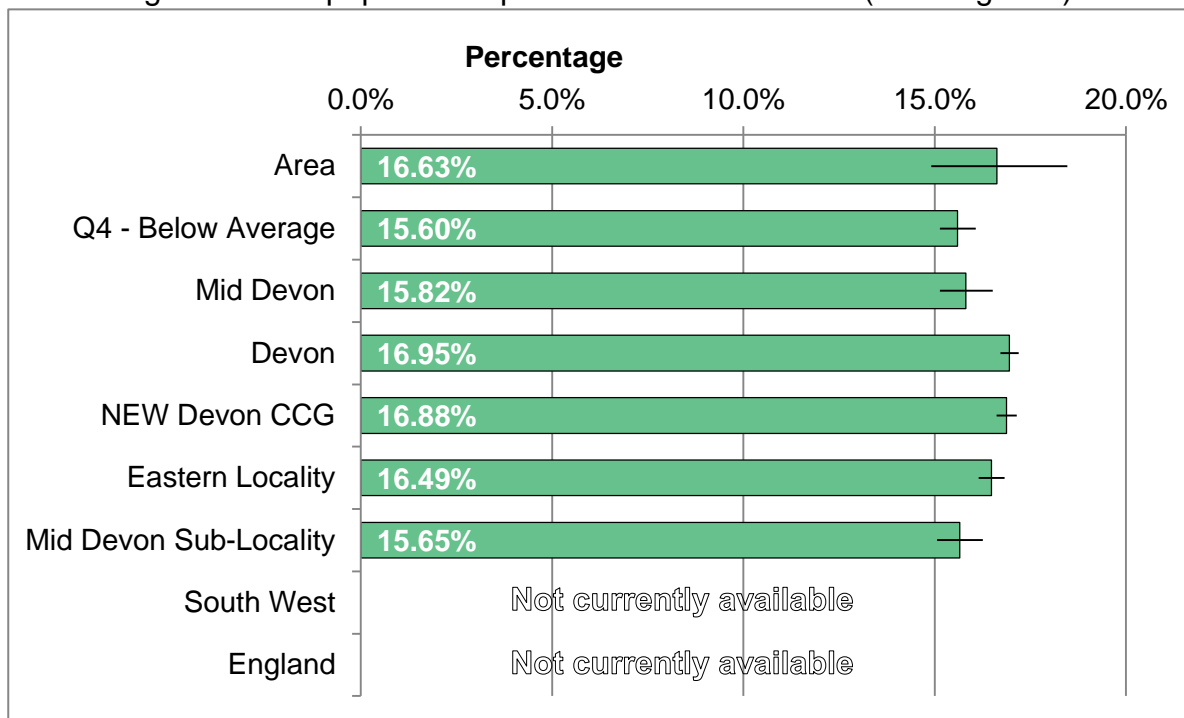 Percentage
0.0% 5.0% 10.0% 15.0% 20.0%
Area 16.63%
Q4 - Below Average 15.60%
Mid Devon 15.82%
Devon 16.95%
NEW Devon CCG 16.88%
Eastern Locality 16.49%
Mid Devon Sub-Locality 15.65%
South West Not currently available
England Not currently available